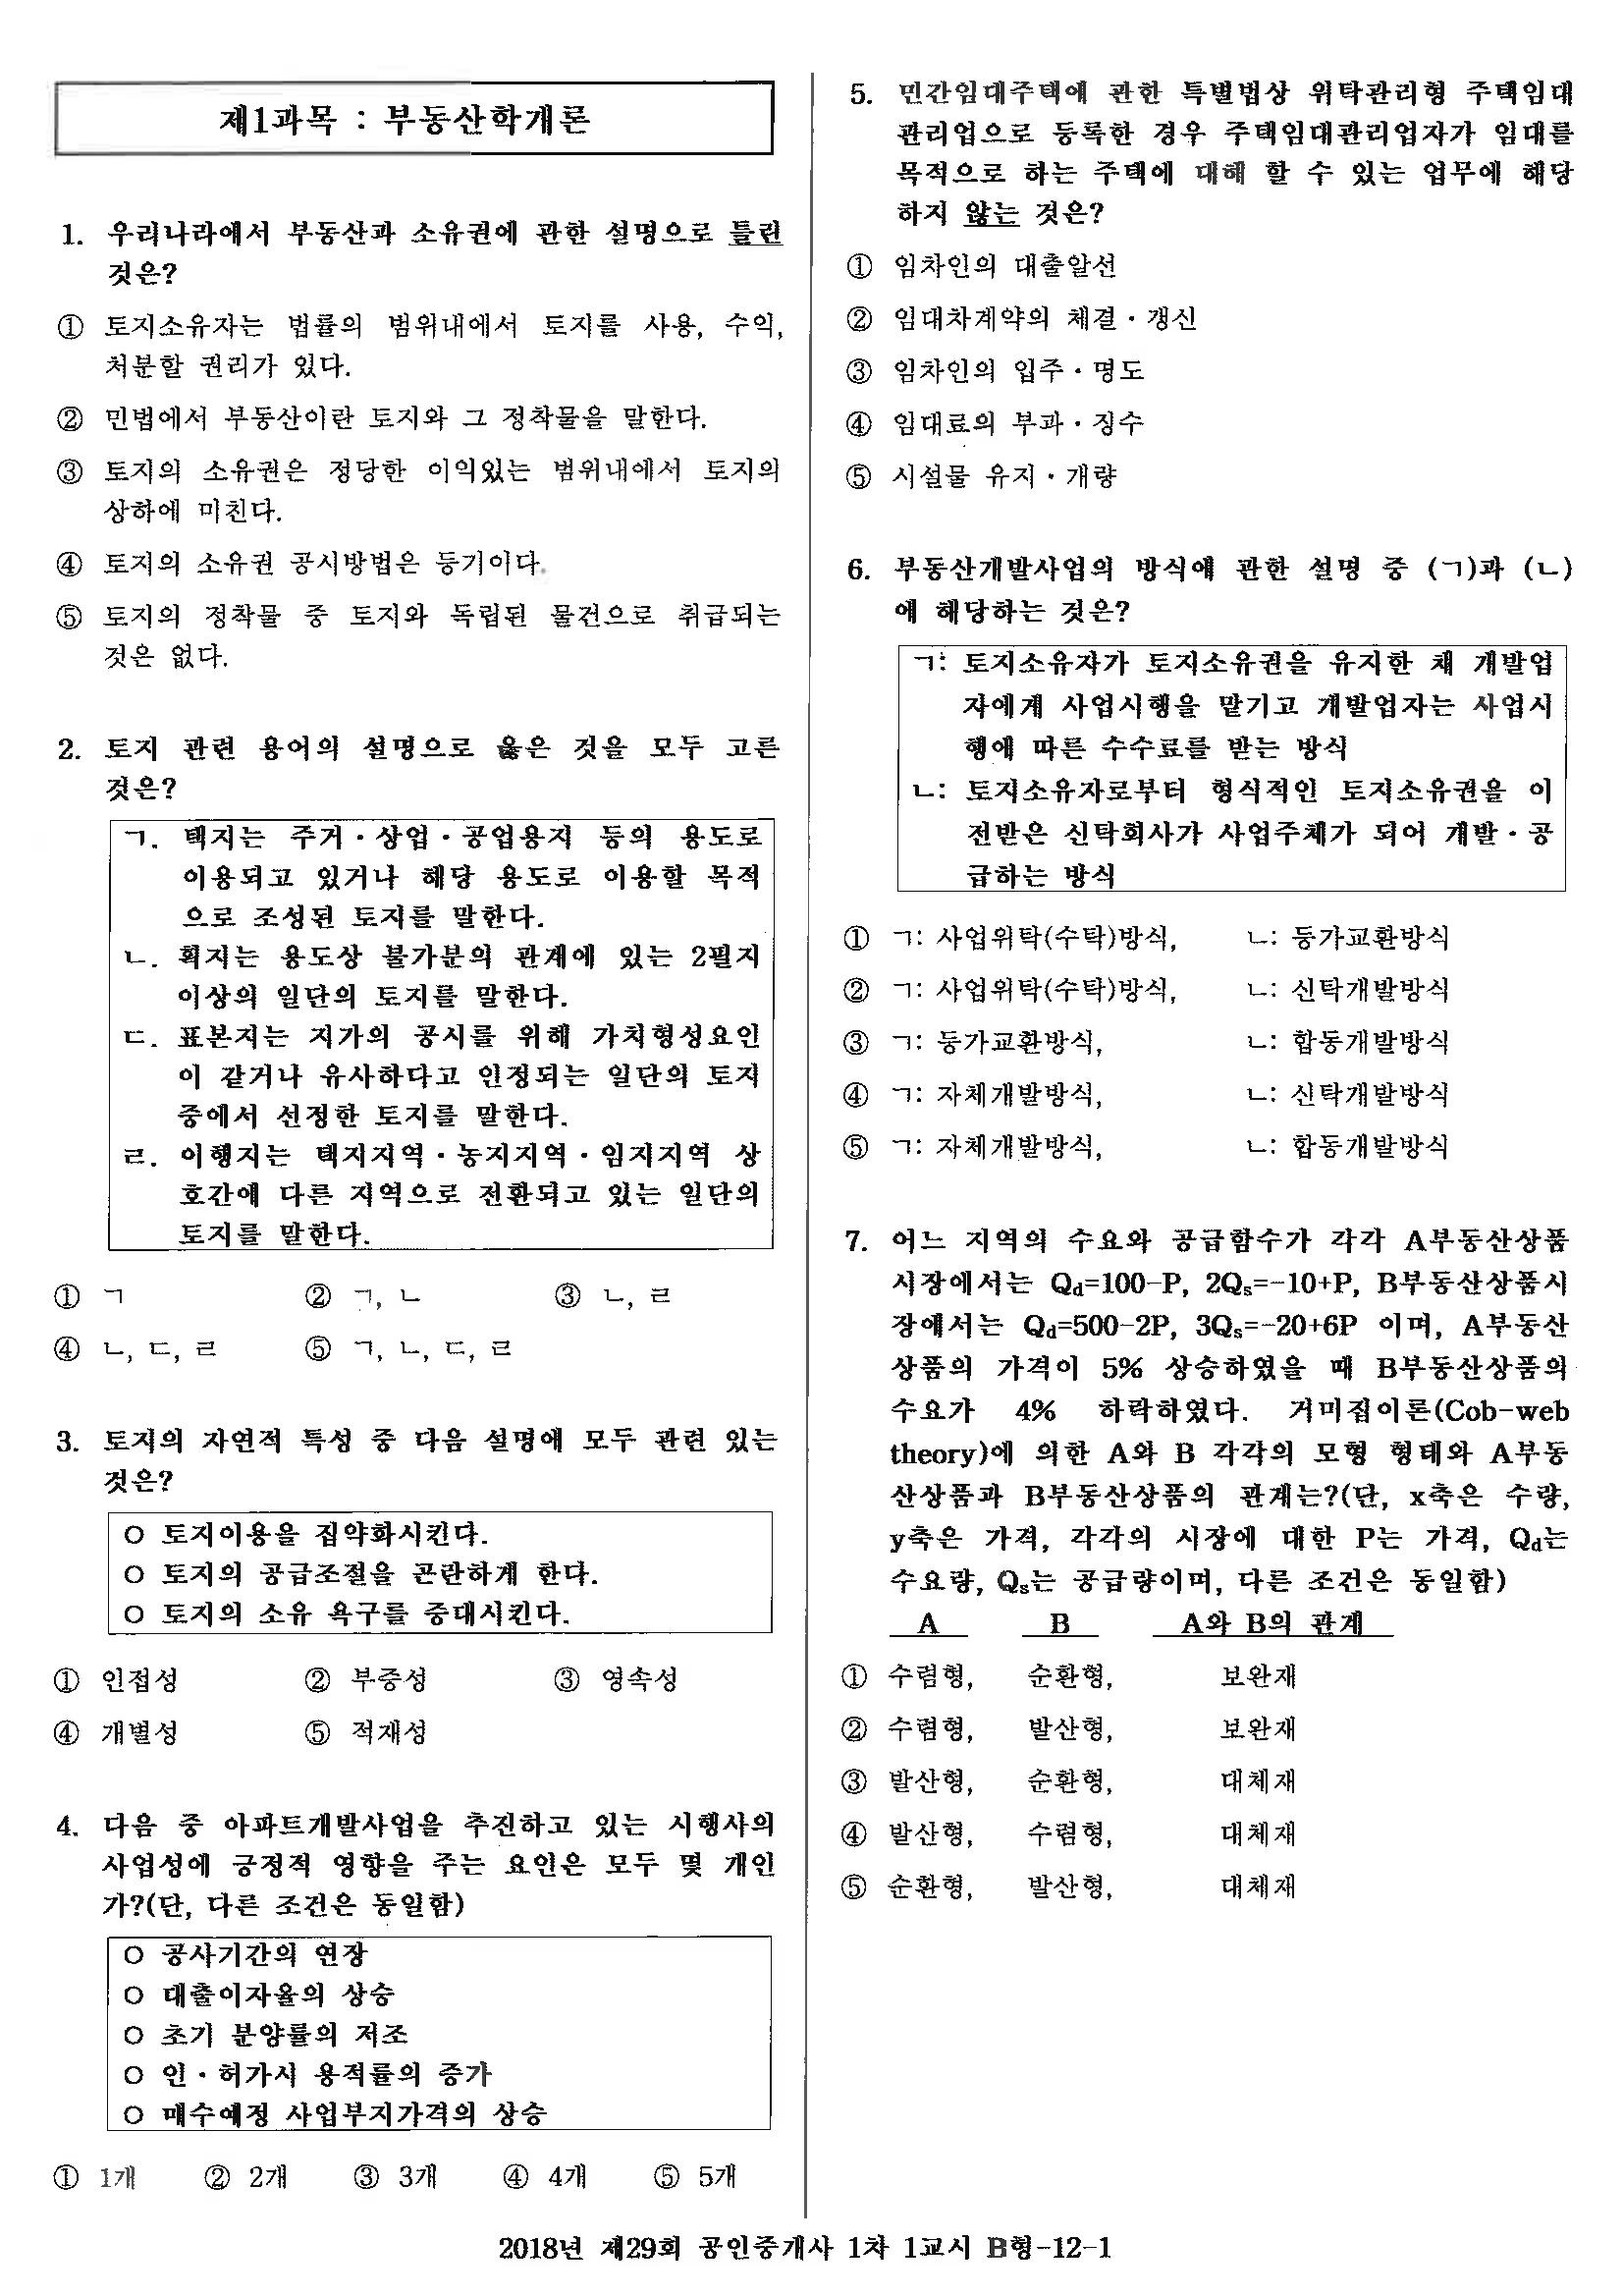 제1과목 : 부동산학개론
1. 우리나라에서 부동산과 소유권에 관한 설명으로 틀린
것은?
① 토지소유자는 법률의 범위내에서 토지를 사용, 수익,
처분할 권리가 있다.
② 민법에서 부동산이란 토지와 그 정착물을 말한다.
③ 토지의 소유권은 정당한 이익있는 범위내에서 토지의
상하에 미친다.
④ 토지의 소유권 공시방법은 등기이다.
⑤ 토지의 정착물 중 토지와 독립된 물건으로 취급되는
것은 없다.
2. 토지 관련 용어의 설명으로 옳은 것을 모두 고른
것은?
ㄱ. 택지는 주거·상업·공업용지 등의 용도로
이용되고 있거나 해당 용도로 이용할 목적
으로 조성된 토지를 말한다.
ㄴ. 획지는 용도상 불가분의 관계에 있는 2필지
이상의 일단의 토지를 말한다.
ㄷ. 표본지는 지가의 공시를 위해 가치형성요인
이 같거나 유사하다고 인정되는 일단의 토지
중에서 선정한 토지를 말한다.
ㄹ. 이행지는 택지지역·농지지역·임지지역 상
호간에 다른 지역으로 전환되고 있는 일단의
토지를 말한다.
① ㄱ ② ㄱ, ㄴ ③ ㄴ, ㄹ
④ ㄴ, ㄷ, ㄹ ⑤ ㄱ, ㄴ, ㄷ, ㄹ
3. 토지의 자연적 특성 중 다음 설명에 모두 관련 있는
것은?
○ 토지이용을 집약화시킨다.
○ 토지의 공급조절을 곤란하게 한다.
○ 토지의 소유 욕구를 증대시킨다.
① 인접성 ② 부증성 ③ 영속성
④ 개별성 ⑤ 적재성
4. 다음 중 아파트개발사업을 추진하고 있는 시행사의
사업성에 긍정적 영향을 주는 요인은 모두 몇 개인
가?(단, 다른 조건은 동일함)
○ 공사기간의 연장
○ 대출이자율의 상승
○ 초기 분양률의 저조
○ 인·허가시 용적률의 증가
○ 매수예정 사업부지가격의 상승
① 1개 ② 2개 ③ 3개 ④ 4개 ⑤ 5개
5. 민간임대주택에 관한 특별법상 위탁관리형 주택임대
관리업으로 등록한 경우 주택임대관리업자가 임대를
목적으로 하는 주택에 대해 할 수 있는 업무에 해당
하지 않는 것은?
① 임차인의 대출알선
② 임대차계약의 체결·갱신
③ 임차인의 입주·명도
④ 임대료의 부과·징수
⑤ 시설물 유지·개량
6. 부동산개발사업의 방식에 관한 설명 중 (ㄱ)과 (ㄴ)
에 해당하는 것은?
ㄱ: 토지소유자가 토지소유권을 유지한 채 개발업
자에게 사업시행을 맡기고 개발업자는 사업시
행에 따른 수수료를 받는 방식
ㄴ: 토지소유자로부터 형식적인 토지소유권을 이
전받은 신탁회사가 사업주체가 되어 개발·공
급하는 방식
① ㄱ: 사업위탁(수탁)방식, ㄴ: 등가교환방식
② ㄱ: 사업위탁(수탁)방식, ㄴ: 신탁개발방식
③ ㄱ: 등가교환방식, ㄴ: 합동개발방식
④ ㄱ: 자체개발방식, ㄴ: 신탁개발방식
⑤ ㄱ: 자체개발방식, ㄴ: 합동개발방식
7. 어느 지역의 수요와 공급함수가 각각 A부동산상품
시장에서는 Qd=100-P, 2Qs=-10+P, B부동산상품시
장에서는 Qd=500-2P, 3Qs=-20+6P 이며, A부동산
상품의 가격이 5% 상승하였을 때 B부동산상품의
수요가 4% 하락하였다. 거미집이론(Cob-web
theory)에 의한 A와 B 각각의 모형 형태와 A부동
산상품과 B부동산상품의 관계는?(단, x축은 수량,
y축은 가격, 각각의 시장에 대한 P는 가격, Qd는
수요량, Qs는 공급량이며, 다른 조건은 동일함)
A B A와 B의 관계
① 수렴형, 순환형, 보완재
② 수렴형, 발산형, 보완재
③ 발산형, 순환형, 대체재
④ 발산형, 수렴형, 대체재
⑤ 순환형, 발산형, 대체재
2018년 제29회 공인중개사 1차 1교시 B형-12-1